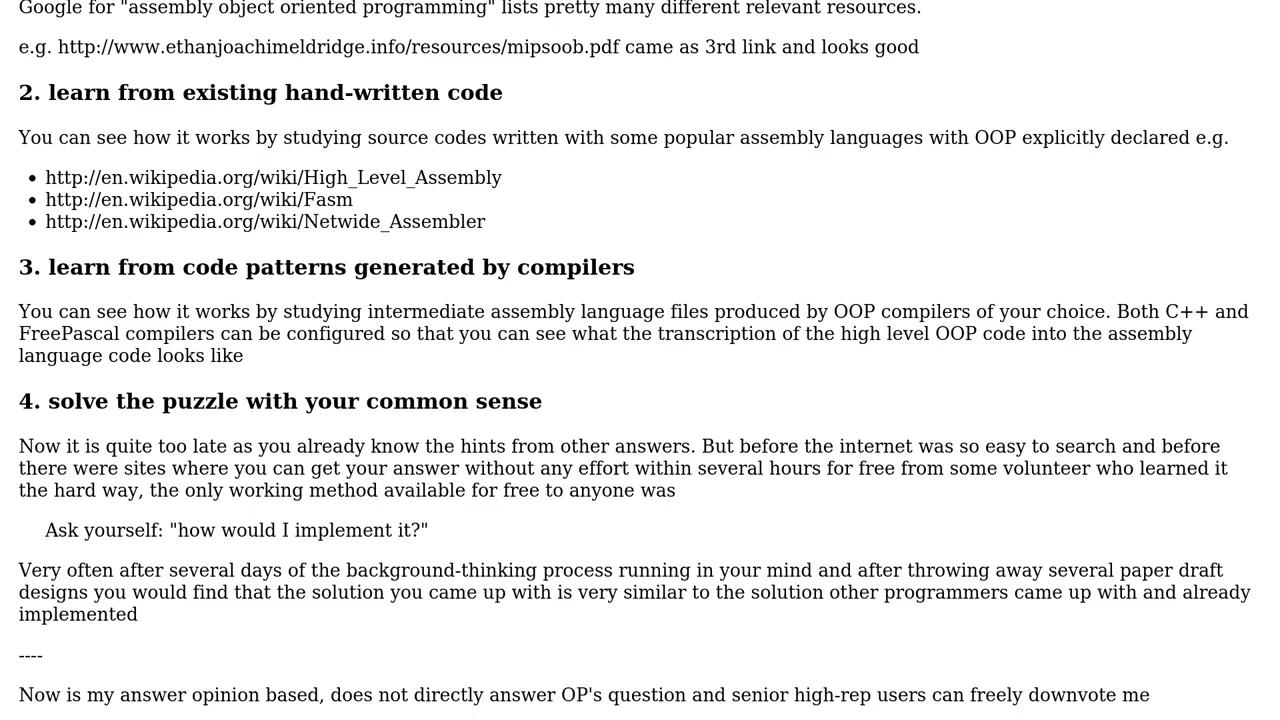 Google for "assembly object oriented programming" lists pretty many different relevant resources.
e.g. http://www.ethanjoachimeldridge.info/resources/mipsoob.pdf came as 3rd link and looks good
2. learn from existing hand-written code
You can see how it works by studying source codes written with some popular assembly languages with OOP explicitly declared e.g.
• http://en.wikipedia.org/wiki/High_Level_Assembly
• http://en.wikipedia.org/wiki/Fasm
• http://en.wikipedia.org/wiki/Netwide_Assembler
3. learn from code patterns generated by compilers
You can see how it works by studying intermediate assembly language files produced by OOP compilers of your choice. Both C++ and
FreePascal compilers can be configured so that you can see what the transcription of the high level OOP code into the assembly
language code looks like
4. solve the puzzle with your common sense
Now it is quite too late as you already know the hints from other answers. But before the internet was so easy to search and before
there were sites where you can get your answer without any effort within several hours for free from some volunteer who learned it
the hard way, the only working method available for free to anyone was
Ask yourself: "how would I implement it?"
Very often after several days of the background-thinking process running in your mind and after throwing away several paper draft
designs you would find that the solution you came up with is very similar to the solution other programmers came up with and already
implemented
----
Now is my answer opinion based, does not directly answer OP's question and senior high-rep users can freely downvote me